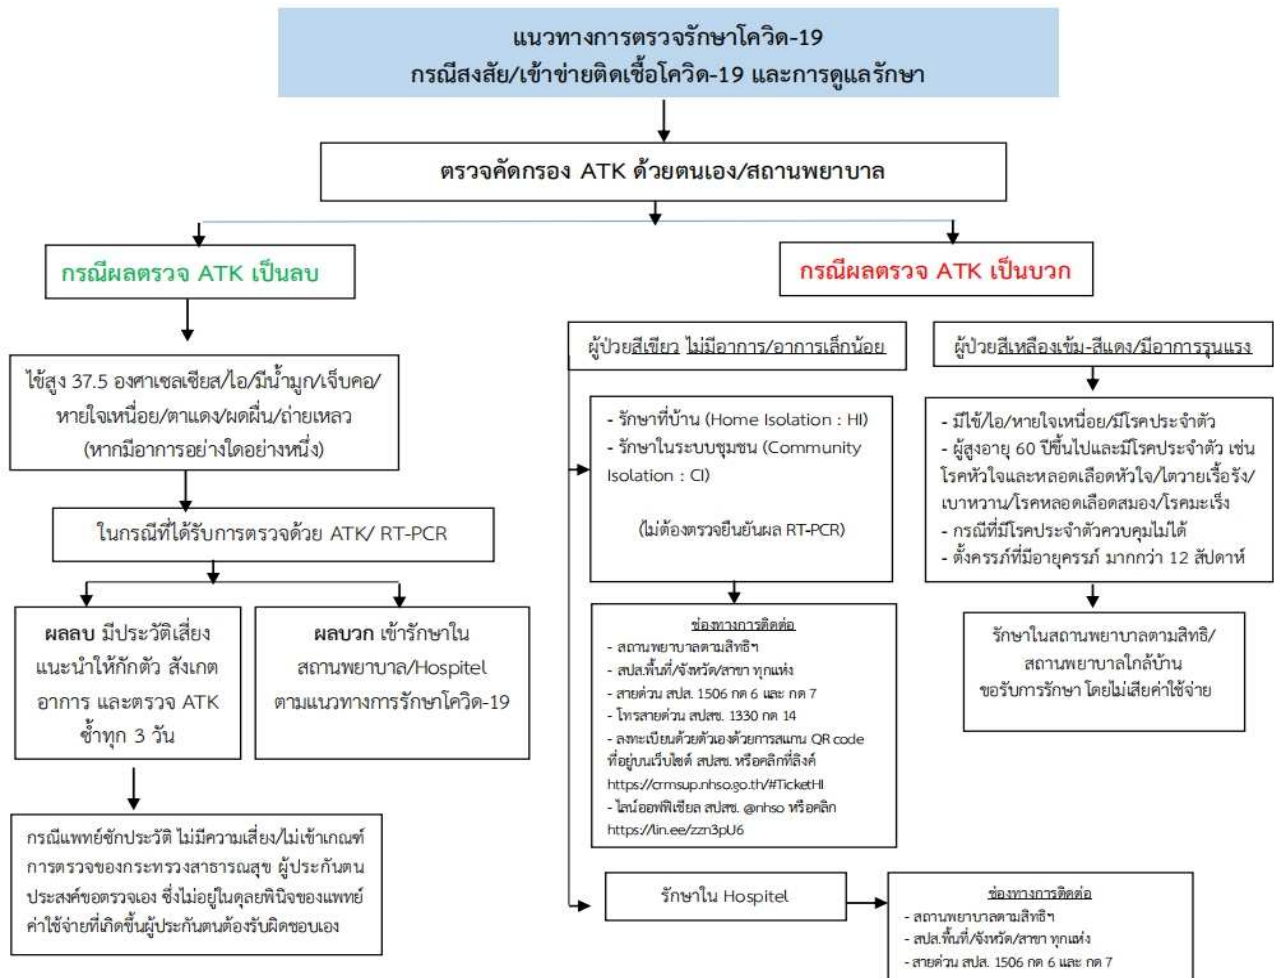 แนวทางการตรวจรักษาโควิด-19
กรณีสงสัย/เข้าข่ายติดเชื้อโควิด-19 และการดูแลรักษา
ตรวจคัดกรอง ATK ด้วยตนเอง/สถานพยาบาล
กรณีผลตรวจ ATK เป็นลบ
ไข้สูง 37.5 องศาเซลเซียส/ไอ/มีน้ำมูก/เจ็บคอ/
หายใจเหนื่อย/ตาแดง/ผดผื่น/ถ่ายเหลว
(หากมีอาการอย่างใดอย่างหนึ่ง)
ในกรณีที่ได้รับการตรวจด้วย ATK/ RT-PCR
ผลลบ มีประวัติเสี่ยง
แนะนำให้กักตัว สังเกต
อาการ และตรวจ ATK
ซ้ำทุก 3 วัน
ผลบวก เข้ารักษาใน
สถานพยาบาล/Hospitel
ตามแนวทางการรักษาโควิด-19
กรณีแพทย์ซักประวัติ ไม่มีความเสี่ยง/ไม่เข้าเกณฑ์
การตรวจของกระทรวงสาธารณสุข ผู้ประกันตน
ประสงค์ขอตรวจเอง ซึ่งไม่อยู่ในดุลยพินิจของแพทย์
ค่าใช้จ่ายที่เกิดขึ้นผู้ประกันตนต้องรับผิดชอบเอง
กรณีผลตรวจ ATK เป็นบวก
ผู้ป่วยสีเขียว ไม่มีอาการ/อาการเล็กน้อย
- รักษาที่บ้าน (Home Isolation : HI)
- รักษาในระบบชุมชน (Community
Isolation : CI)
(ไม่ต้องตรวจยืนยันผล RT-PCR)
ช่องทางการติดต่อ
- สถานพยาบาลตามสิทธิฯ
- สปส.พื้นที่/จังหวัด/สาขา ทุกแห่ง
- สายด่วน สปส. 1506 กด 6 และ กด 7
- โทรสายด่วน สปสช. 1330 กด 14
- ลงทะเบียนด้วยตัวเองด้วยการสแกน QR code
ที่อยู่บนเว็บไซต์ สปสช. หรือคลิกที่ลิงค์
https://crmsup.nhso.go.th/#TicketHI
- ไลน์ออฟฟิเชียล สปสช. @nhso หรือคลิก
https://lin.ee/zzn3pU6
รักษาใน Hospitel
ช่องทางการติดต่อ
- สถานพยาบาลตามสิทธิฯ
- สปส.พื้นที่/จังหวัด/สาขา ทุกแห่ง
- สายด่วน สปส. 1506 กด 6 และ กด 7
ผู้ป่วยสีเหลืองเข้ม-สีแดง/มีอาการรุนแรง
- มีไข้/ไอ/หายใจเหนื่อย/มีโรคประจำตัว
- ผู้สูงอายุ 60 ปีขึ้นไปและมีโรคประจำตัว เช่น
โรคหัวใจและหลอดเลือดหัวใจ/ไตวายเรื้อรัง/
เบาหวาน/โรคหลอดเลือดสมอง/โรคมะเร็ง
- กรณีที่มีโรคประจำตัวควบคุมไม่ได้
- ตั้งครรภ์ที่มีอายุครรภ์ มากกว่า 12 สัปดาห์
รักษาในสถานพยาบาลตามสิทธิ/
สถานพยาบาลใกล้บ้าน
ขอรับการรักษา โดยไม่เสียค่าใช้จ่าย